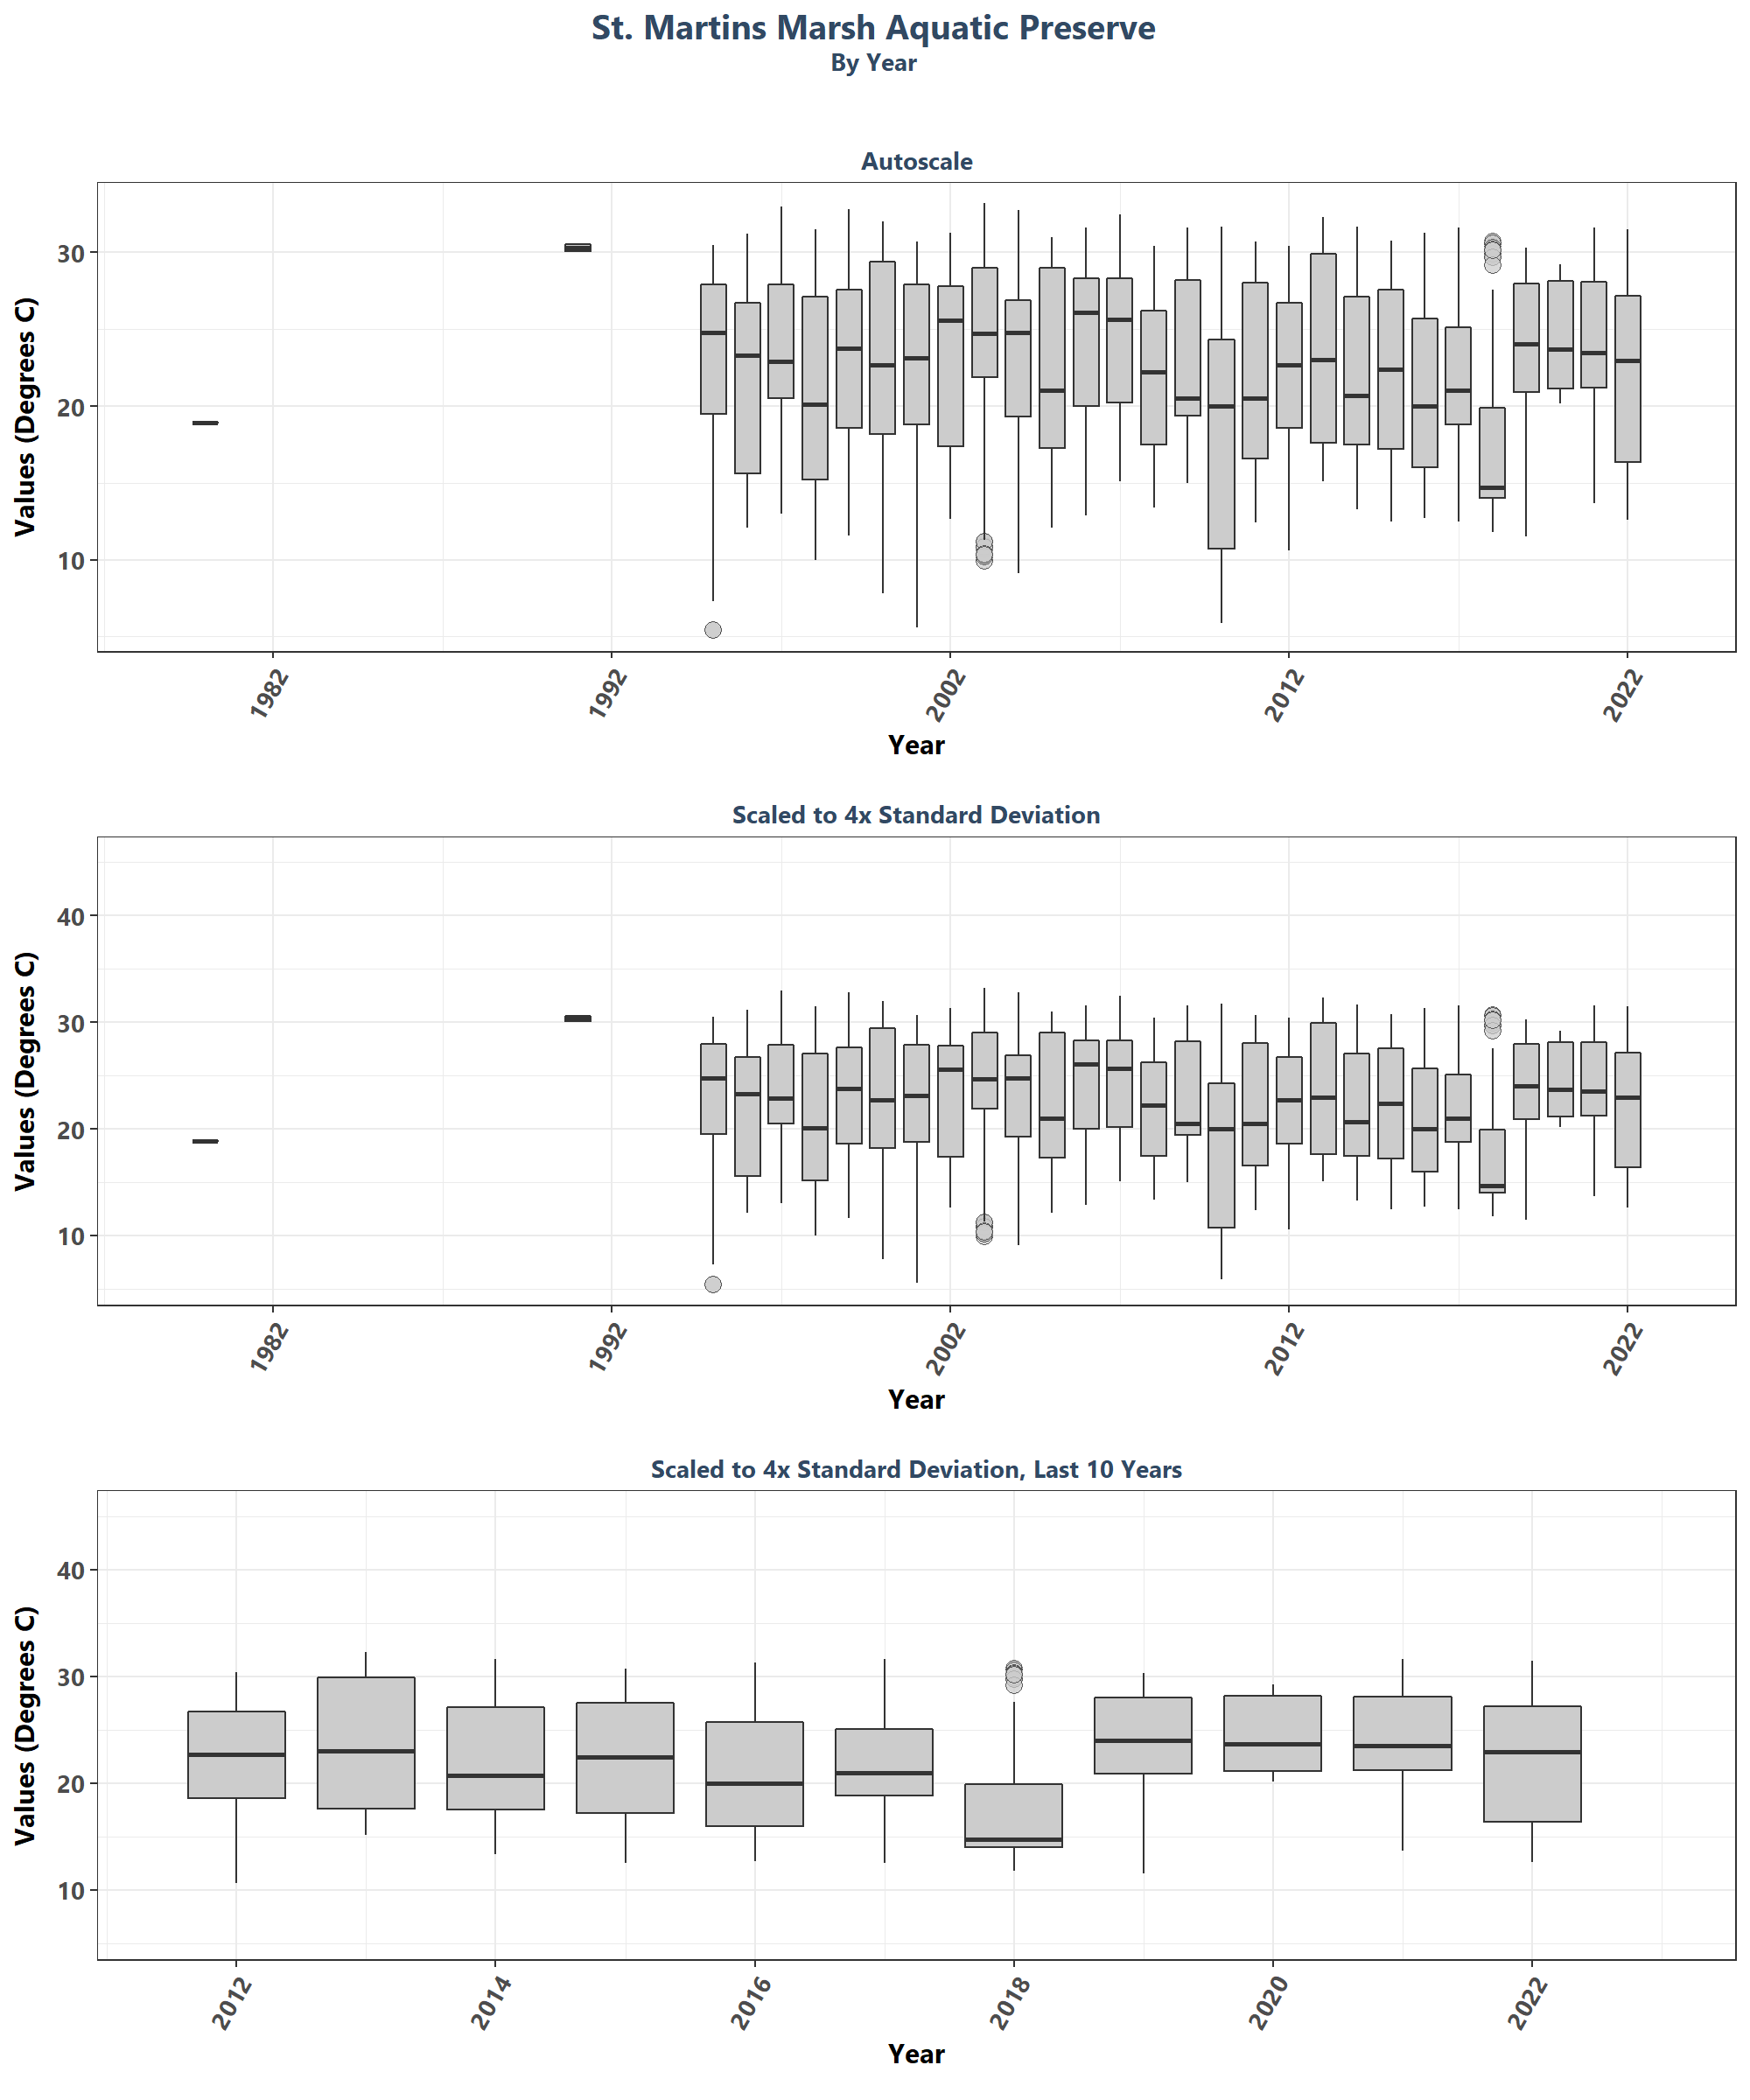 St. Martins Marsh Aquatic Preserve
By Year
Autoscale
Values (Degrees C)
30
20
10
1982
1992
2002
2012
2022
Year
Scaled to 4x Standard Deviation
Values (Degrees C)
40
30
20
10
1982
1992
2002
2012
2022
Year
Scaled to 4x Standard Deviation, Last 10 Years
Values (Degrees C)
40
30
20
10
2012
2014
2016
2018
2020
2022
Year